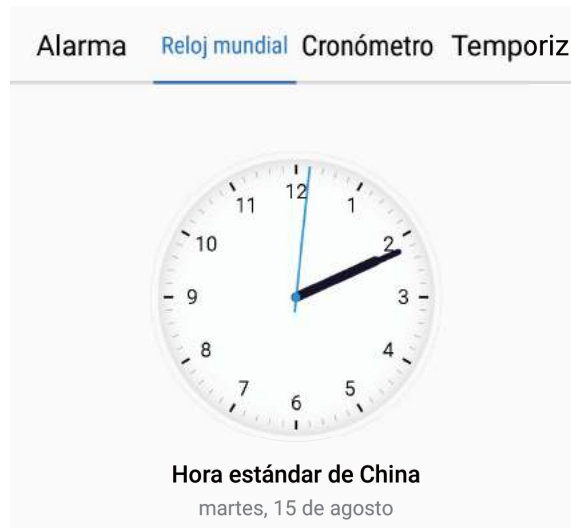 Alarma Reloj mundial Cronómetro Temporiz
12
11 1
10 2
9 3
8 4
7 5
6
Hora estándar de China
martes, 15 de agosto